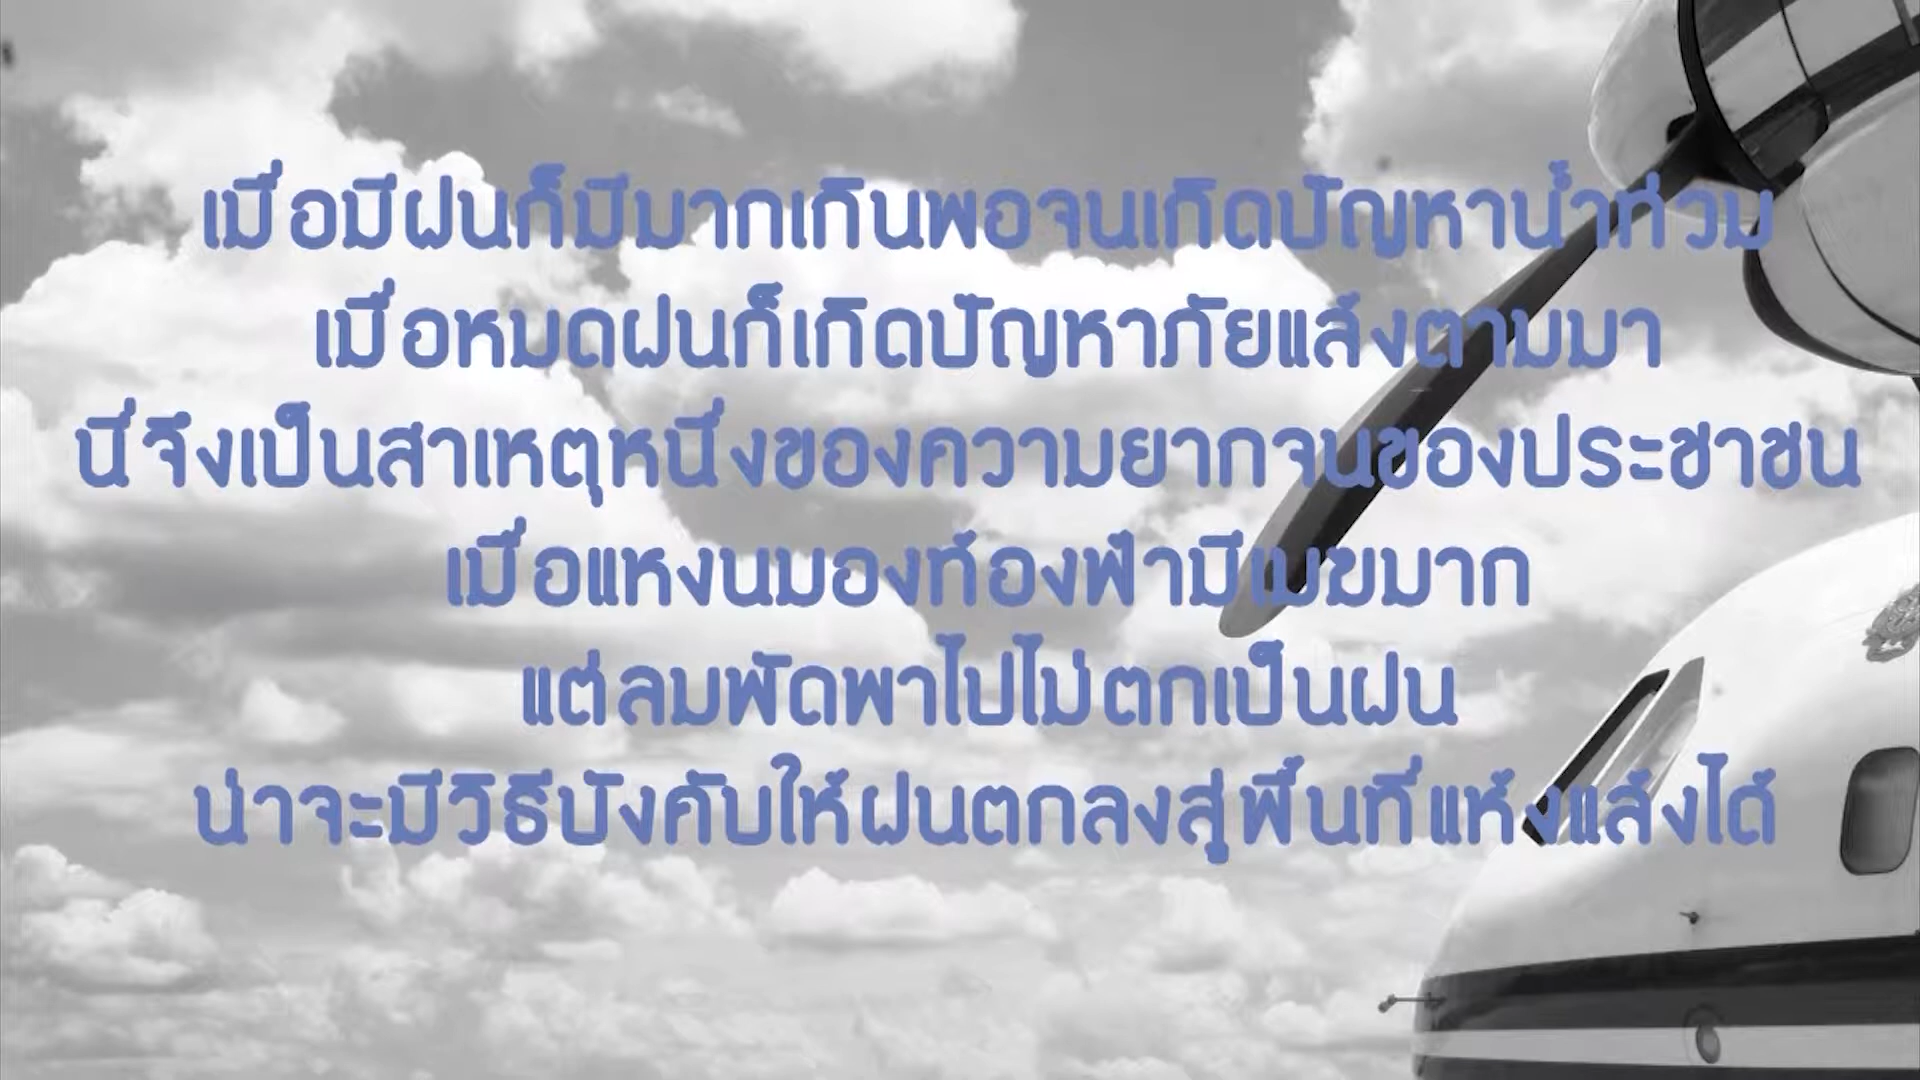 เมื่อมีฝนก็มีมากเกินพอจนเกิดปัญหาน้ำท่วม
เมื่อหมดฝนก็เกิดปัญหาภัยแล้งตามมา
นี่จึงเป็นสาเหตุหนึ่งของความยากจนของประชาชน
เมื่อแหงนมองท้องฟ้ามีเมฆมาก
แต่ลมพัดพาไปไม่ตกเป็นฝน
น่าจะมีวิธีบังคับให้ฝนตกลงสู่พื้นที่แห้งแล้งได้